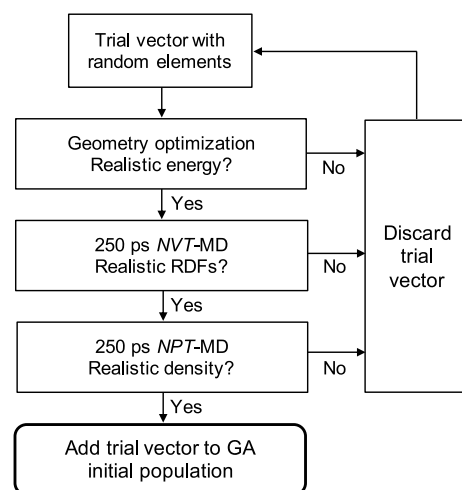 Trial vector with
random elements
Geometry optimization
Realistic energy?
No
Yes
250 ps NVT-MD
Realistic RDFs?
No
Yes
250 ps NPT-MD
Realistic density?
No
Yes
Discard
trial
vector
Add trial vector to GA
initial population